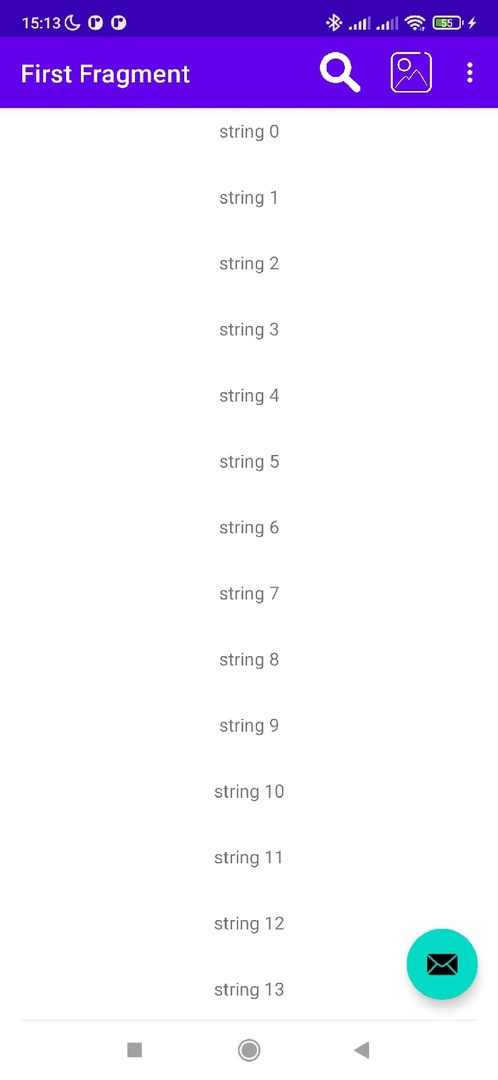 15:13
55
First Fragment
string 0
string 1
string 2
string 3
string 4
string 5
string 6
string 7
string 8
string 9
string 10
string 11
string 12
string 13